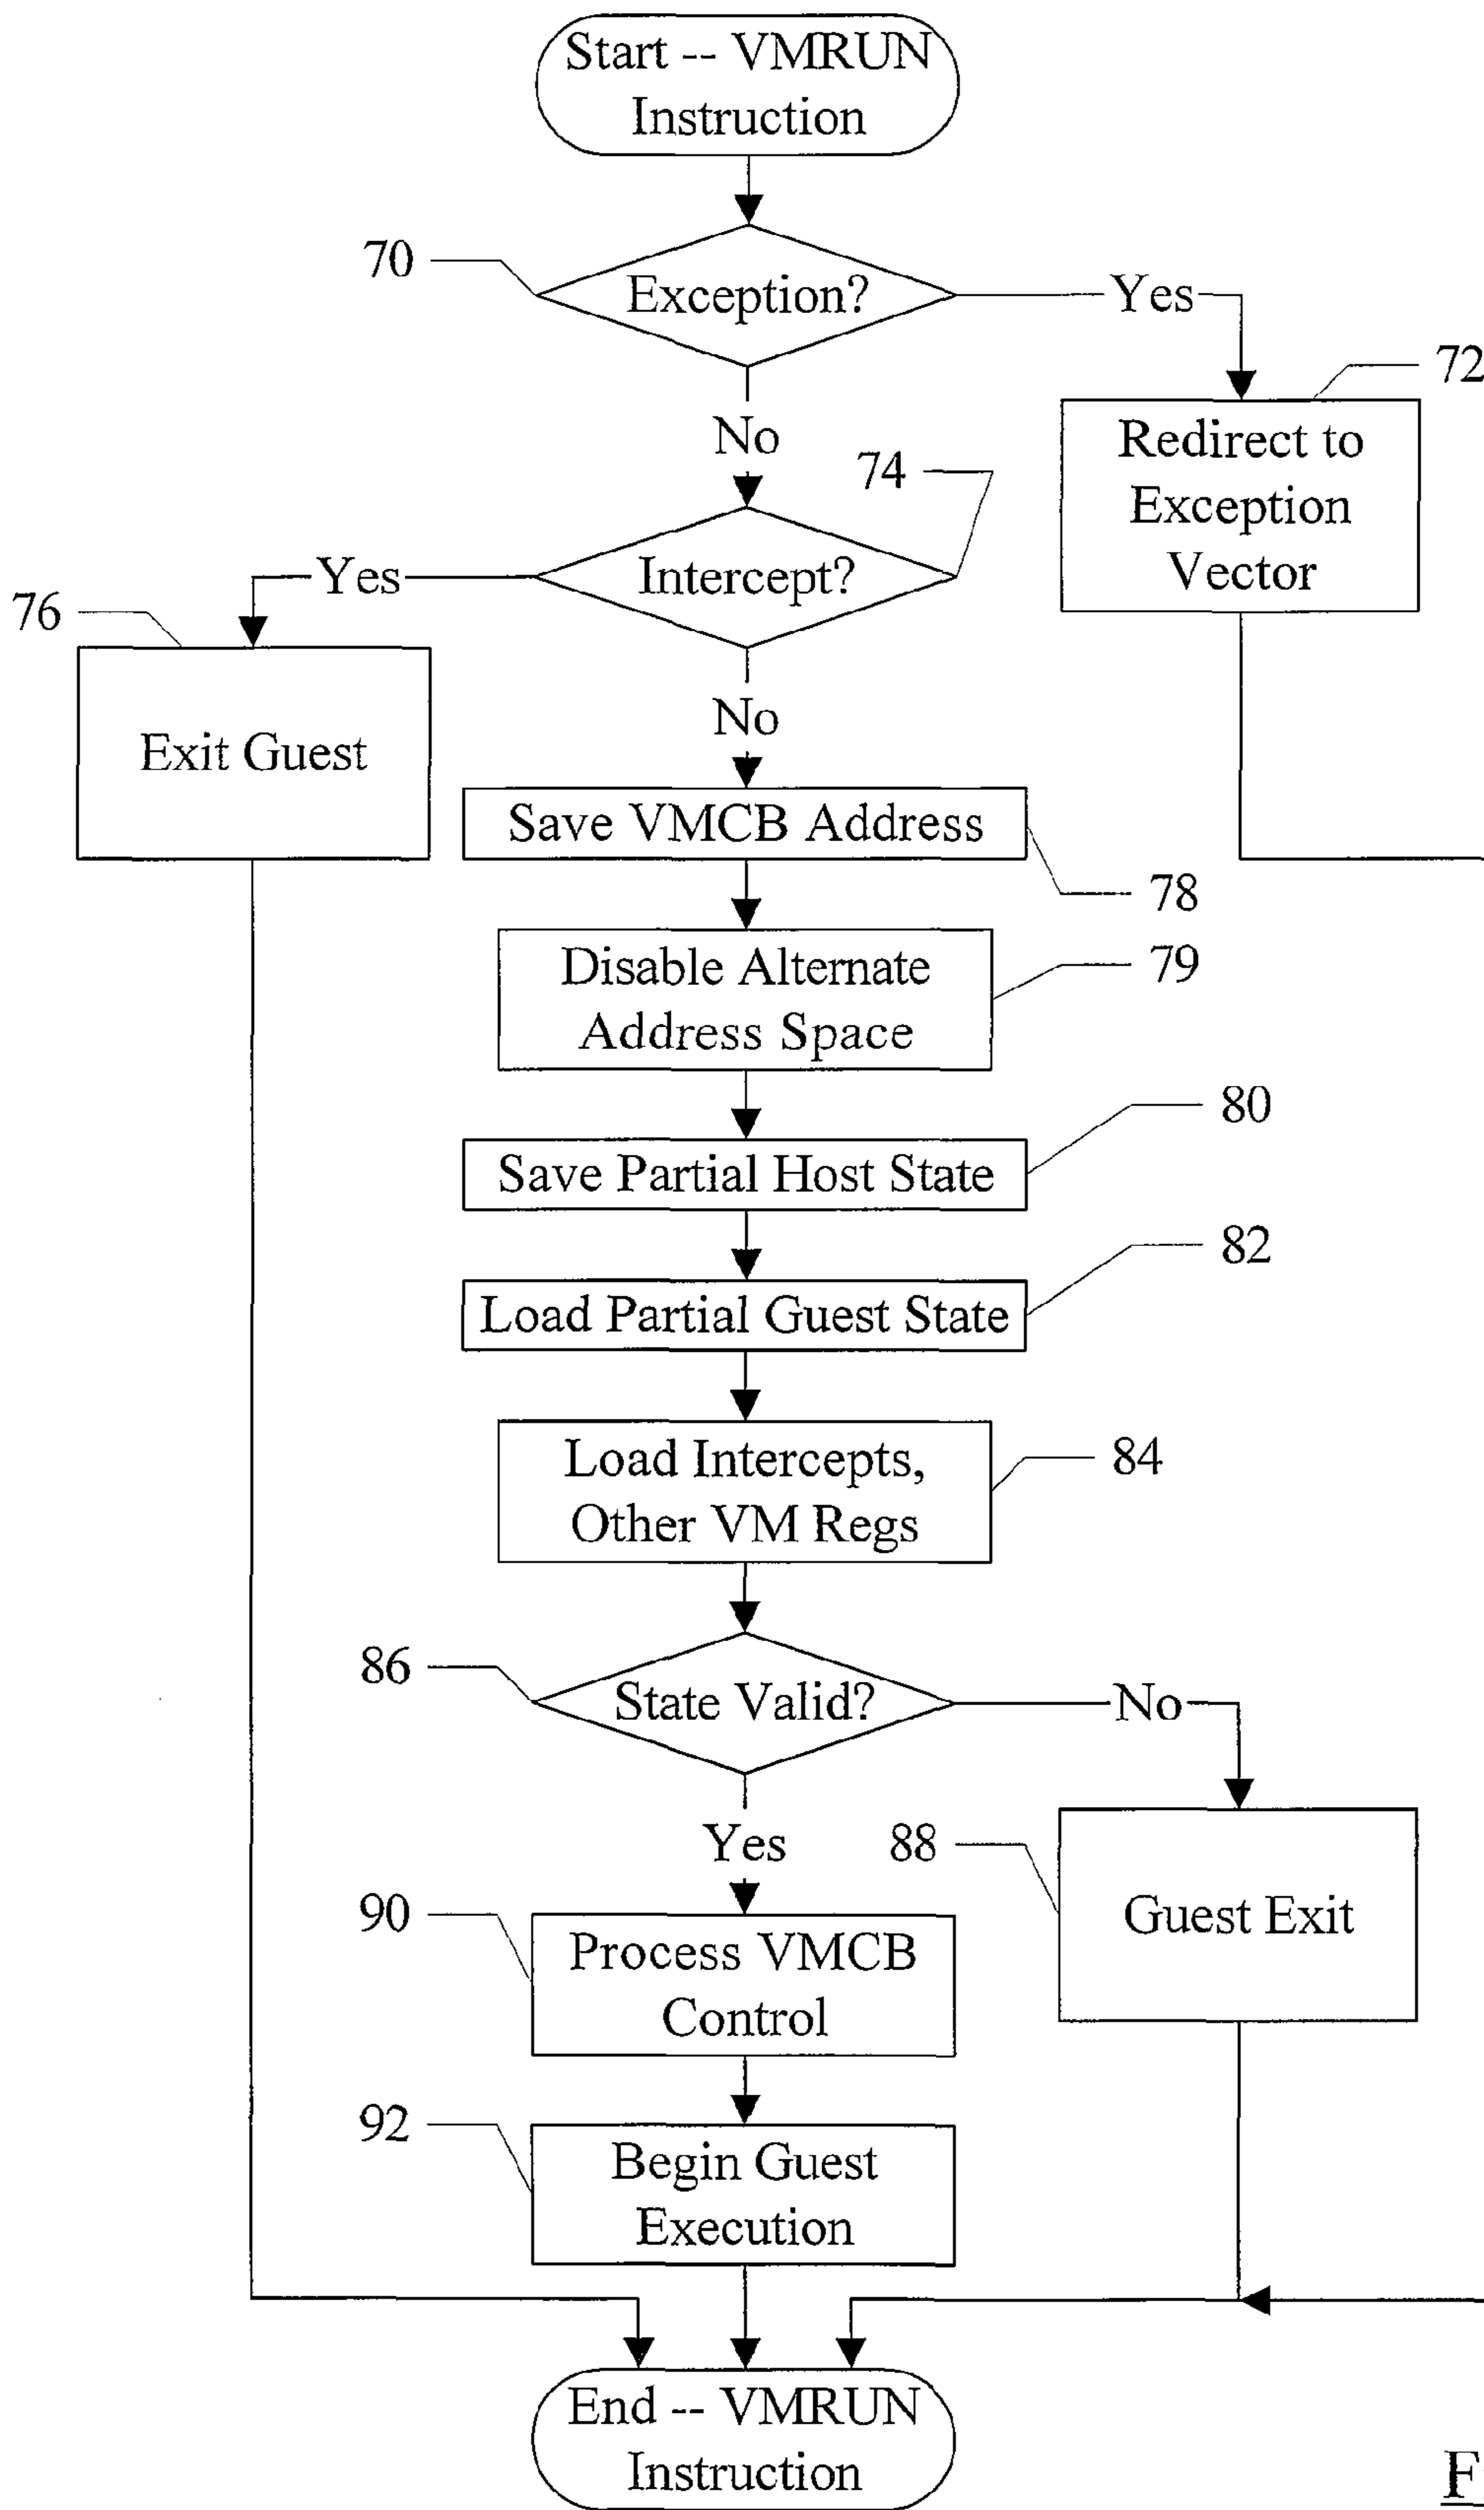 Start -- VMRUN
Instruction
70
Exception?
Yes
72
No
Redirect to
Exception
Vector
74
Intercept?
Yes
76
No
Exit Guest
Save VMCB Address
78
Disable Alternate
Address Space
79
80
Save Partial Host State
82
Load Partial Guest State
Load Intercepts,
Other VM Regs
84
86
State Valid?
No
Yes
88
Guest Exit
90
Process VMCB
Control
92
Begin Guest
Execution
End -- VMRUN
Instruction
F